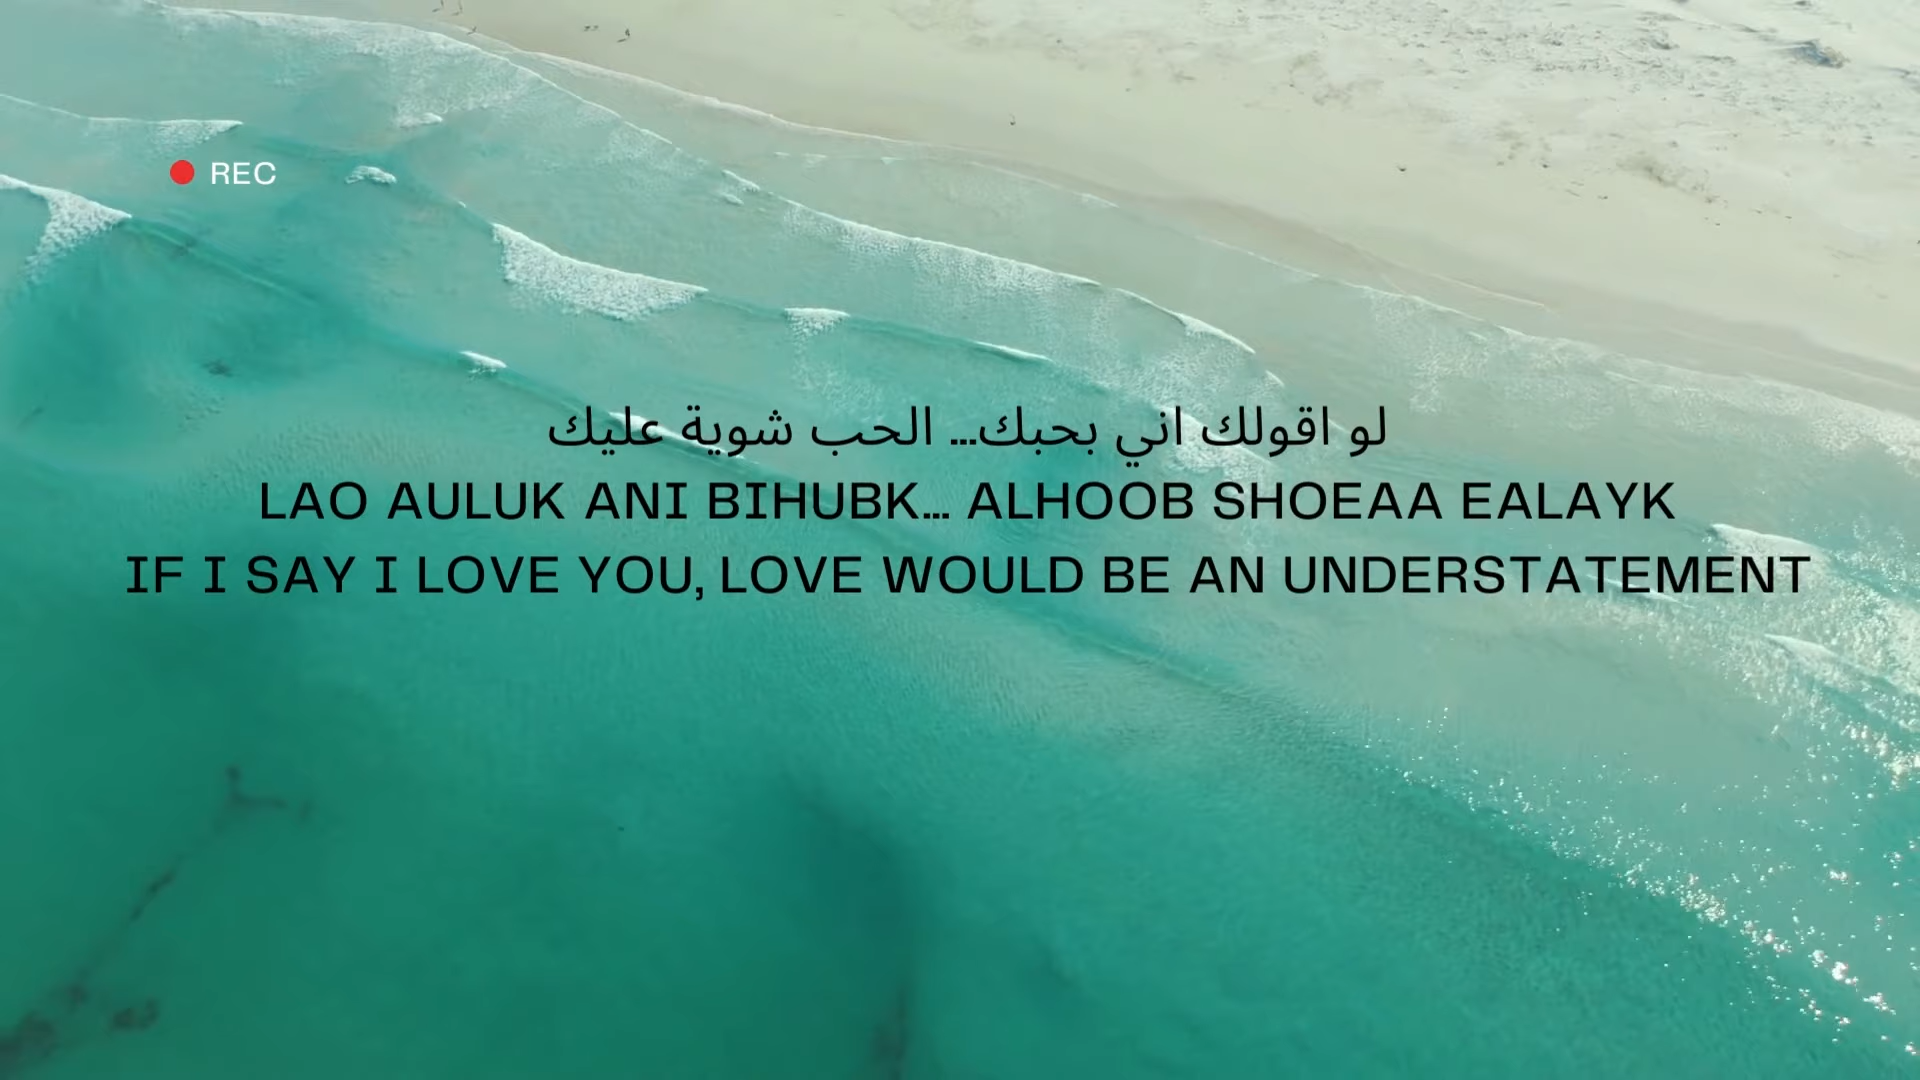 REC
لو اقولك اني بحبك... الحب شوية عليك
LAO AULUK ANI BIHUBK... ALHOOB SHOEAA EALAYK
IF I SAY I LOVE YOU, LOVE WOULD BE AN UNDERSTATEMENT